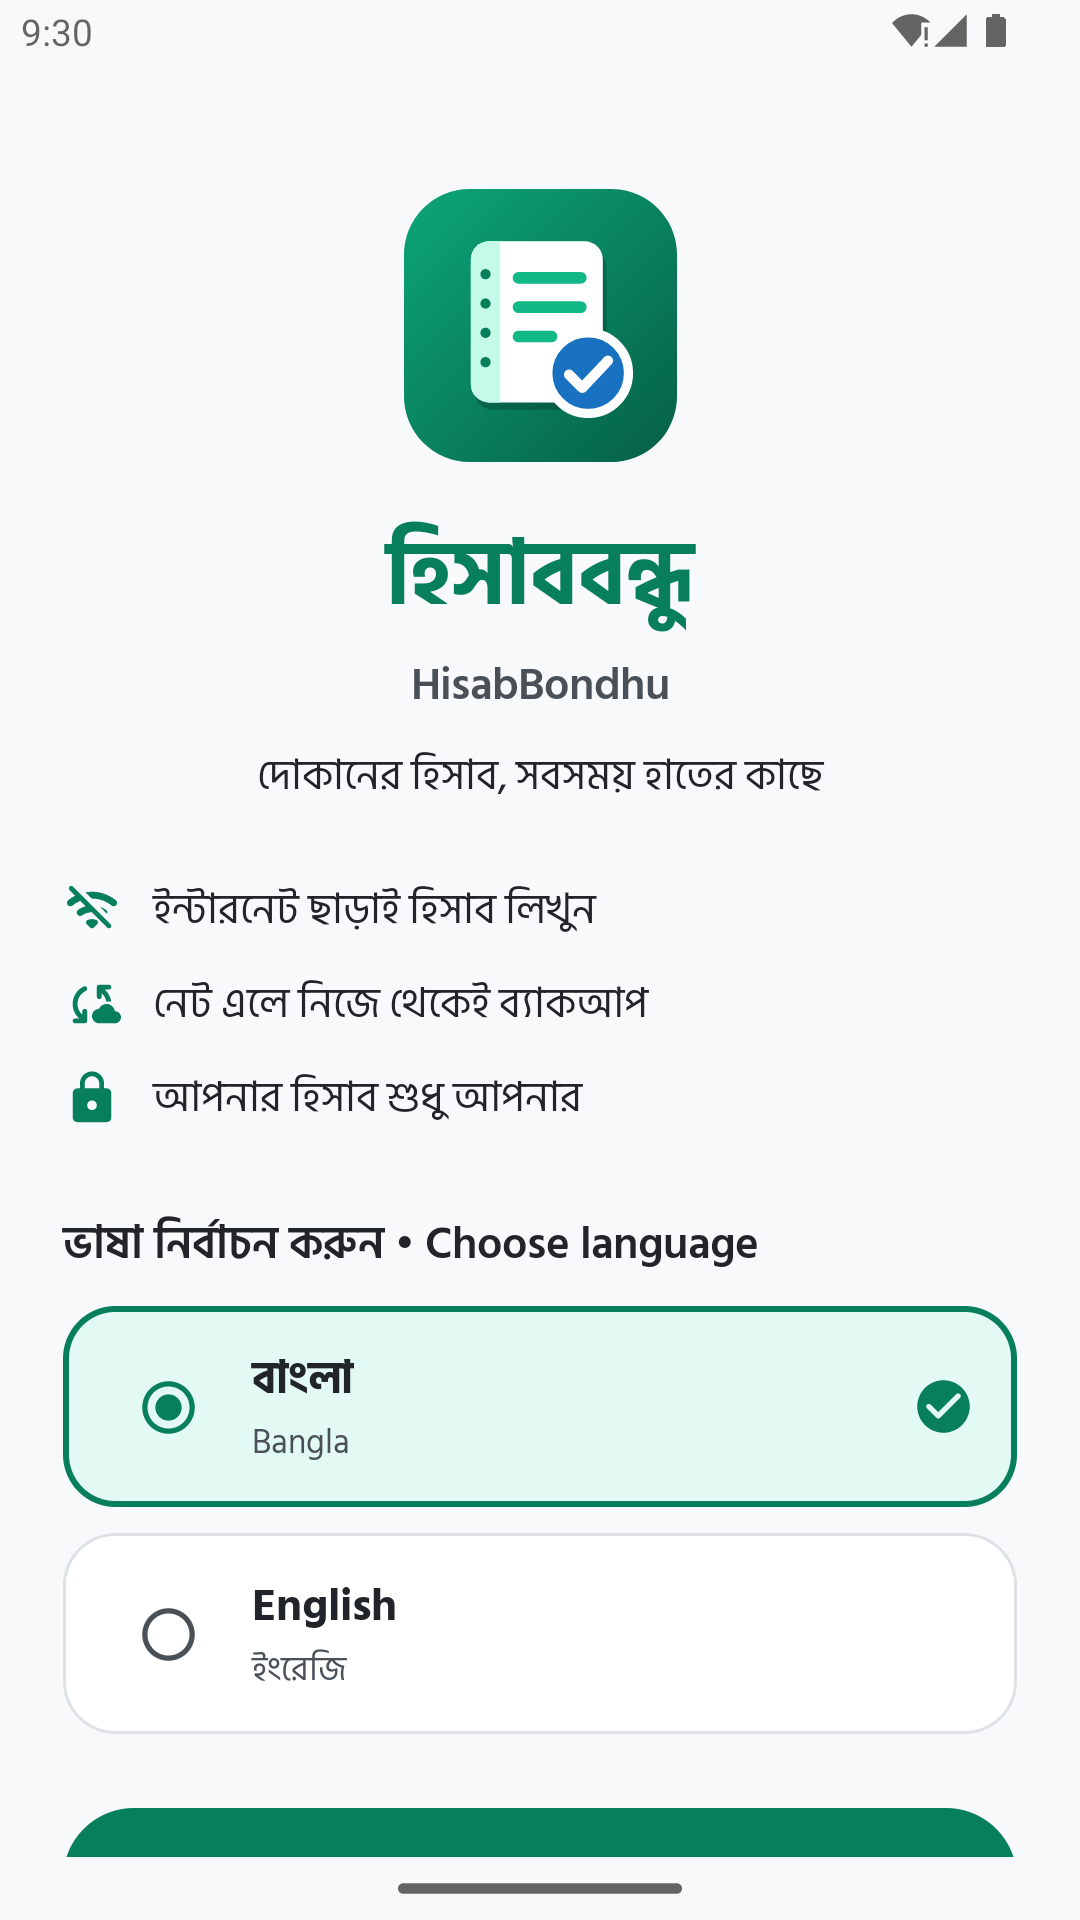 9:30
হিসাববন্ধু
HisabBondhu
দোকানের হিসাব, সবসময় হাতের কাছে
ইন্টারনেট ছাড়াই হিসাব লিখুন
নেট এলে নিজে থেকেই ব্যাকআপ
আপনার হিসাব শুধু আপনার
ভাষা নির্বাচন করুন • Choose language
বাংলা
Bangla
English
ইংরেজি